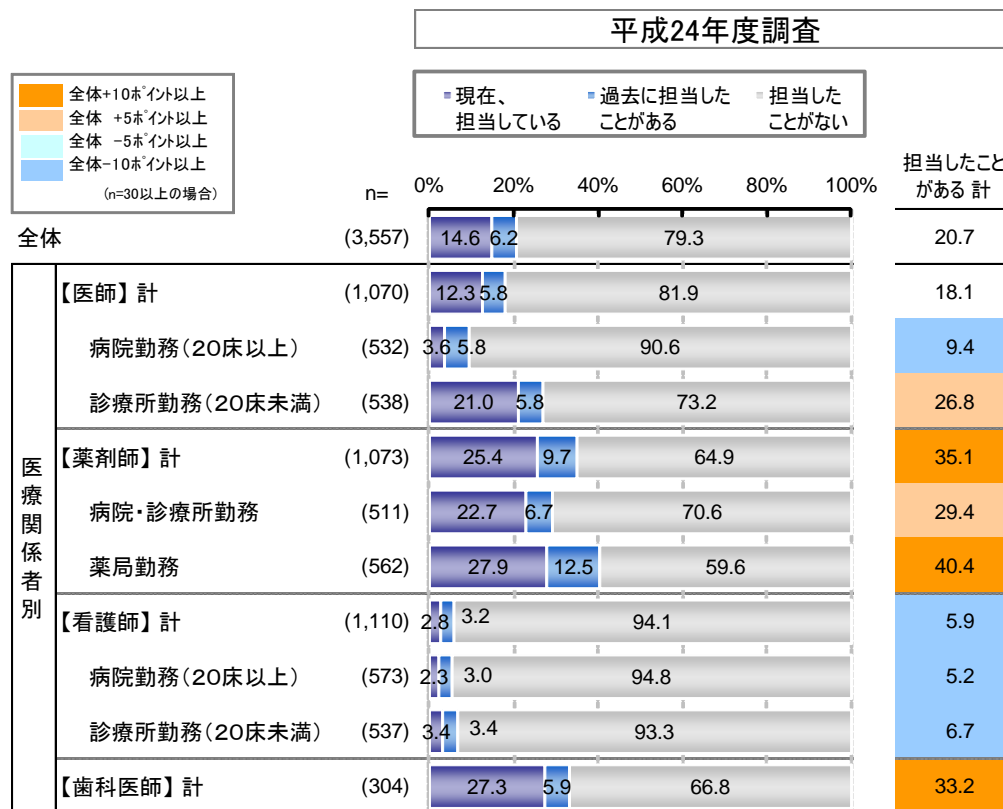 平成24年度調査
全体+10ﾎﾟｲﾝﾄ以上
全体 +5ﾎﾟｲﾝﾄ以上
全体 -5ﾎﾟｲﾝﾄ以上
全体-10ﾎﾟｲﾝﾄ以上
(n=30以上の場合)
現在、担当している
過去に担当したことがある
担当したことがない
n= 0% 20% 40% 60% 80% 100% 担当したことがある 計
全体 (3,557) 14.6 6.2 79.3 20.7
医療関係者別
【医師】計 (1,070) 12.3 5.8 81.9 18.1
病院勤務(20床以上) (532) 3.6 5.8 90.6 9.4
診療所勤務(20床未満) (538) 21.0 5.8 73.2 26.8
【薬剤師】計 (1,073) 25.4 9.7 64.9 35.1
病院・診療所勤務 (511) 22.7 6.7 70.6 29.4
薬局勤務 (562) 27.9 12.5 59.6 40.4
【看護師】計 (1,110) 2.8 3.2 94.1 5.9
病院勤務(20床以上) (573) 2.3 3.0 94.8 5.2
診療所勤務(20床未満) (537) 3.4 3.4 93.3 6.7
【歯科医師】計 (304) 27.3 5.9 66.8 33.2